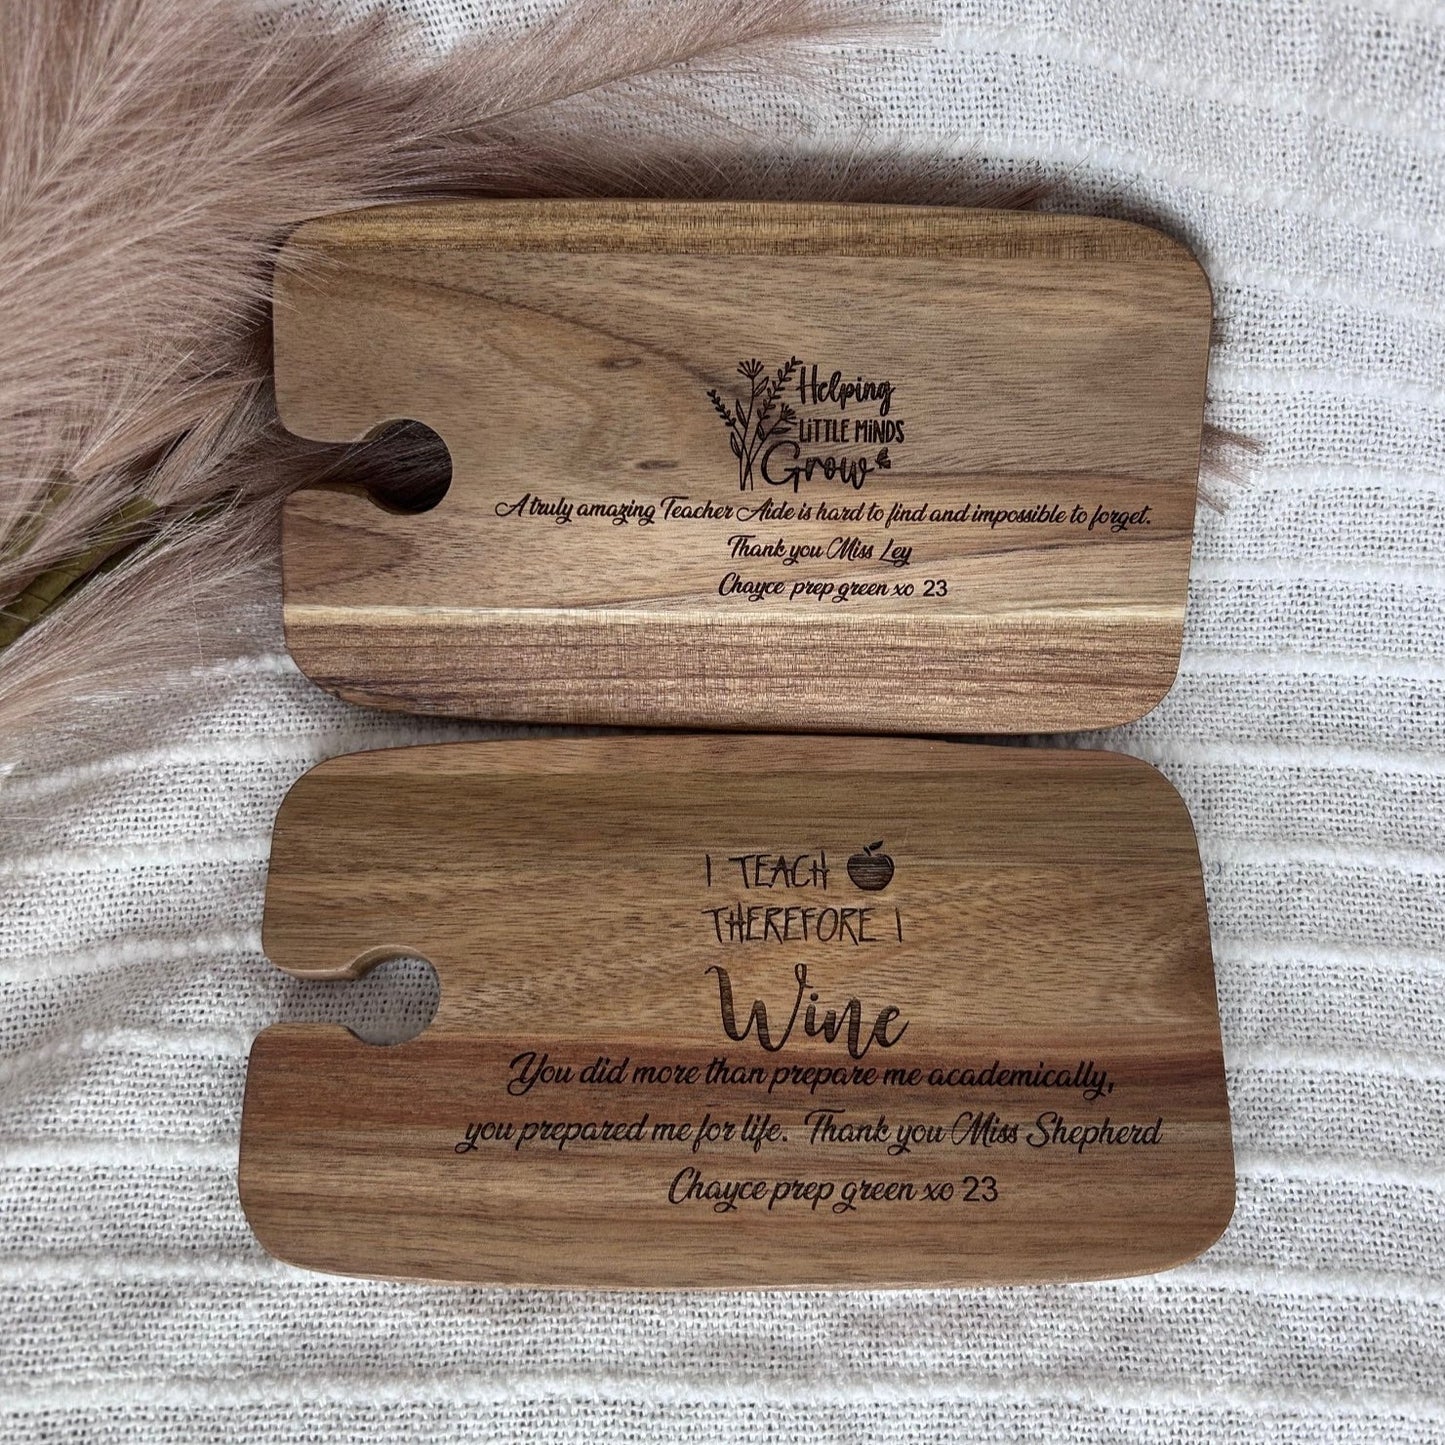 Helping
LiTTLE MiNDS
Grow
A truly amazing Teacher Aide is hard to find and impossible to forget.
Thank you Miss Ley
Chayce prep green xo 23
I TEACH
THEREFORE I
Wine
You did more than prepare me academically,
you prepared me for life. Thank you Miss Shepherd
Chayce prep green xo 23